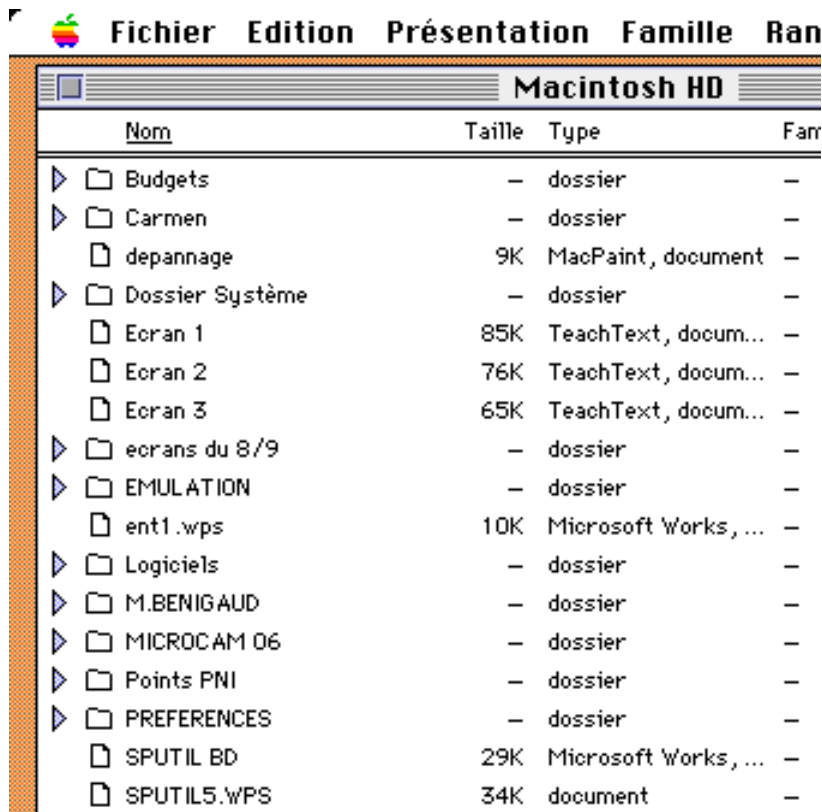 Fichier Edition Présentation Famille Ran
Macintosh HD
Nom Taille Type Fam
Budgets – dossier –
Carmen – dossier –
depannage 9K MacPaint, document –
Dossier Système – dossier –
Ecran 1 85K TeachText, docum... –
Ecran 2 76K TeachText, docum... –
Ecran 3 65K TeachText, docum... –
ecrans du 8/9 – dossier –
EMULATION – dossier –
ent1.wps 10K Microsoft Works, ... –
Logiciels – dossier –
M.BENIGAUD – dossier –
MICROCAM 06 – dossier –
Points PNI – dossier –
PREFERENCES – dossier –
SPUTIL BD 29K Microsoft Works, ... –
SPUTIL5.WPS 34K document –